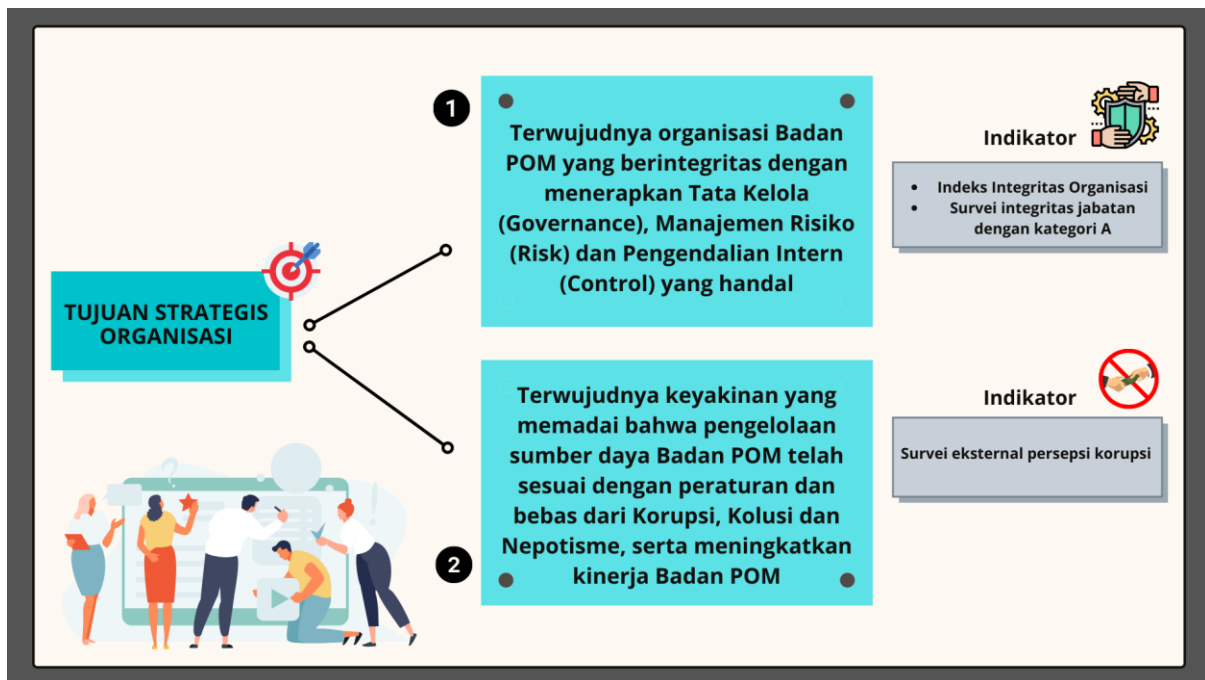 TUJUAN STRATEGIS
ORGANISASI
1
Terwujudnya organisasi Badan
POM yang berintegritas dengan
menerapkan Tata Kelola
(Governance), Manajemen Risiko
(Risk) dan Pengendalian Intern
(Control) yang handal
Indikator
• Indeks Integritas Organisasi
• Survei integritas jabatan
dengan kategori A
2
Terwujudnya keyakinan yang
memadai bahwa pengelolaan
sumber daya Badan POM telah
sesuai dengan peraturan dan
bebas dari Korupsi, Kolusi dan
Nepotisme, serta meningkatkan
kinerja Badan POM
Indikator
Survei eksternal persepsi korupsi